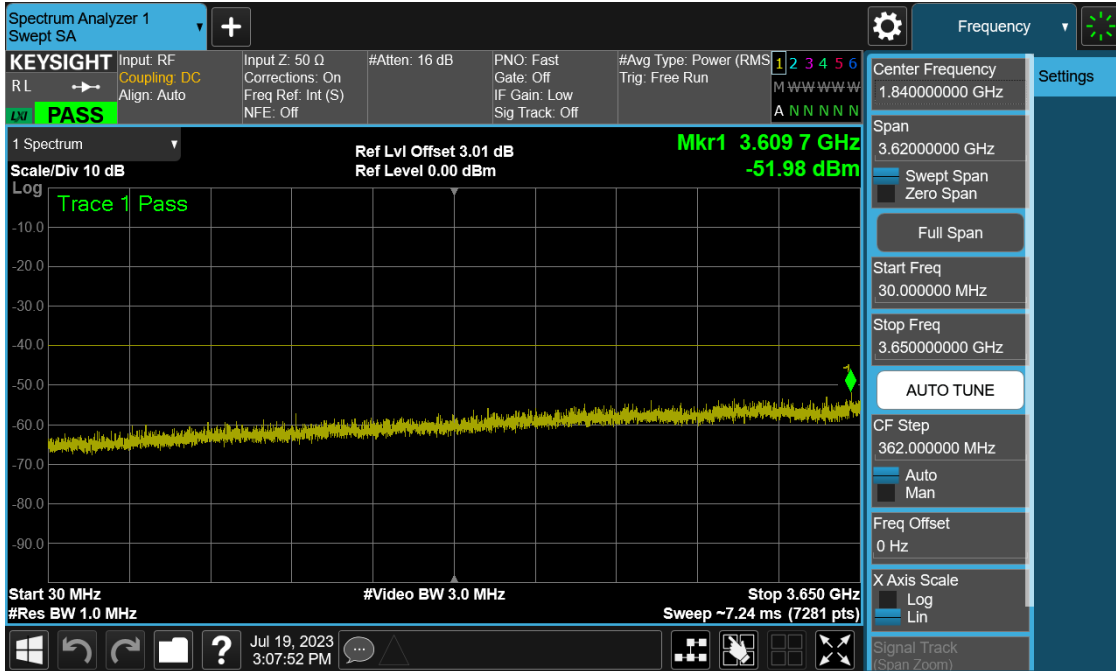 Spectrum Analyzer 1
Swept SA
+
Frequency
KEYSIGHT
R L
LXI PASS
Input: RF
Coupling: DC
Align: Auto
Input Z: 50 Ω
Corrections: On
Freq Ref: Int (S)
NFE: Off
#Atten: 16 dB
PNO: Fast
Gate: Off
IF Gain: Low
Sig Track: Off
#Avg Type: Power (RMS
Trig: Free Run
1 2 3 4 5 6
M W W W W W
A N N N N N
1 Spectrum
Scale/Div 10 dB
Ref Lvl Offset 3.01 dB
Ref Level 0.00 dBm
Mkr1 3.609 7 GHz
-51.98 dBm
Log
Trace 1 Pass
-10.0
-20.0
-30.0
-40.0
-50.0
-60.0
-70.0
-80.0
-90.0
1
Start 30 MHz
#Res BW 1.0 MHz
#Video BW 3.0 MHz
Stop 3.650 GHz
Sweep ~7.24 ms (7281 pts)
?
Jul 19, 2023
3:07:52 PM
Center Frequency
1.840000000 GHz
Settings
Span
3.62000000 GHz
Swept Span
Zero Span
Full Span
Start Freq
30.000000 MHz
Stop Freq
3.650000000 GHz
AUTO TUNE
CF Step
362.000000 MHz
Auto
Man
Freq Offset
0 Hz
X Axis Scale
Log
Lin
Signal Track
(Span Zoom)